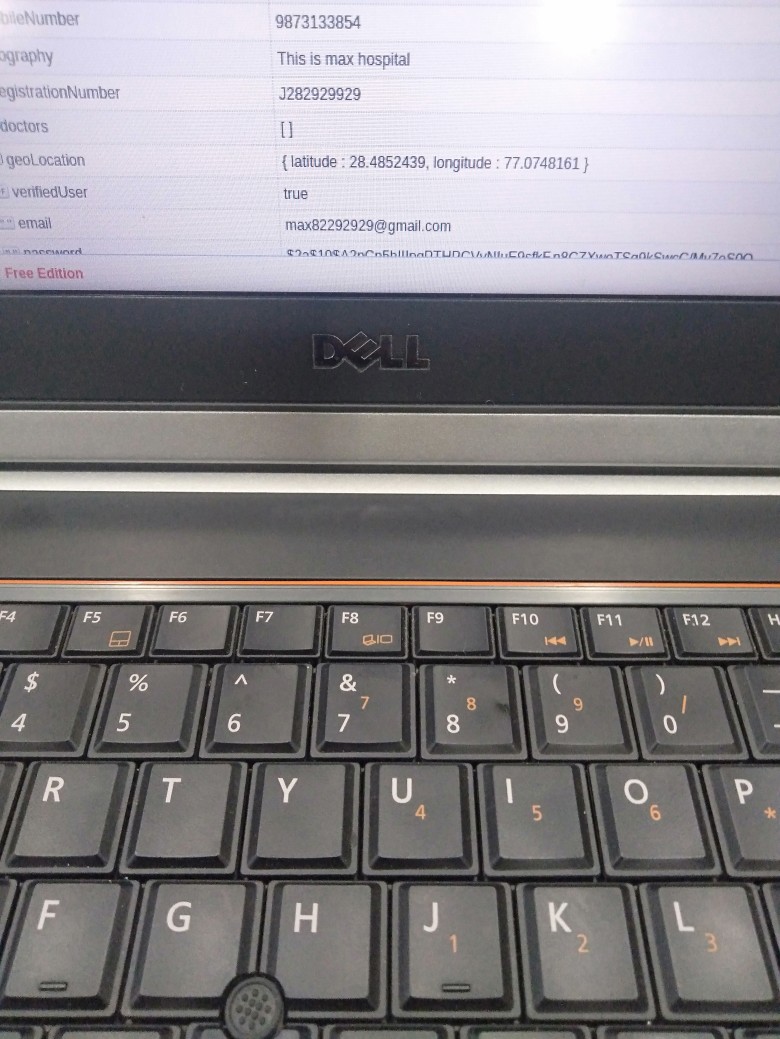 bileNumber 9873133854
ography This is max hospital
egistrationNumber J282929929
doctors [ ]
geoLocation { latitude : 28.4852439, longitude : 77.0748161 }
verifiedUser true
email max82292929@gmail.com
password
Free Edition
DELL
F4 F5 F6 F7 F8 F9 F10 F11 F12 H
$ % ^ & * ( )
4 5 6 7 7 8 8 9 9 0 /
R T Y U 4 I 5 O 6 P *
F G H J 1 K 2 L 3